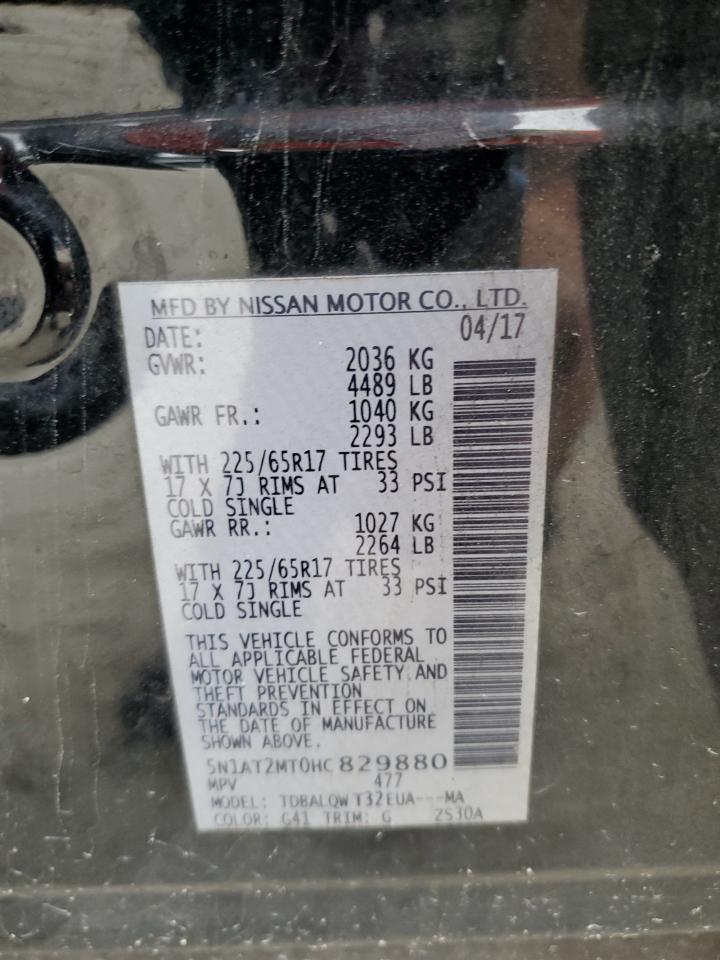 MFD BY NISSAN MOTOR CO., LTD.
DATE: 04/17
GVWR: 2036 KG
4489 LB
GAWR FR.: 1040 KG
2293 LB
WITH 225/65R17 TIRES
17 X 7J RIMS AT 33 PSI
COLD SINGLE
GAWR RR.: 1027 KG
2264 LB
WITH 225/65R17 TIRES
17 X 7J RIMS AT 33 PSI
COLD SINGLE
THIS VEHICLE CONFORMS TO
ALL APPLICABLE FEDERAL
MOTOR VEHICLE SAFETY AND
THEFT PREVENTION
STANDARDS IN EFFECT ON
THE DATE OF MANUFACTURE
SHOWN ABOVE.
5N1AT2MT0HC829880
MPV 477
MODEL: TDBALQW T32EUA---MA
COLOR: G41 TRIM: G ZS30A